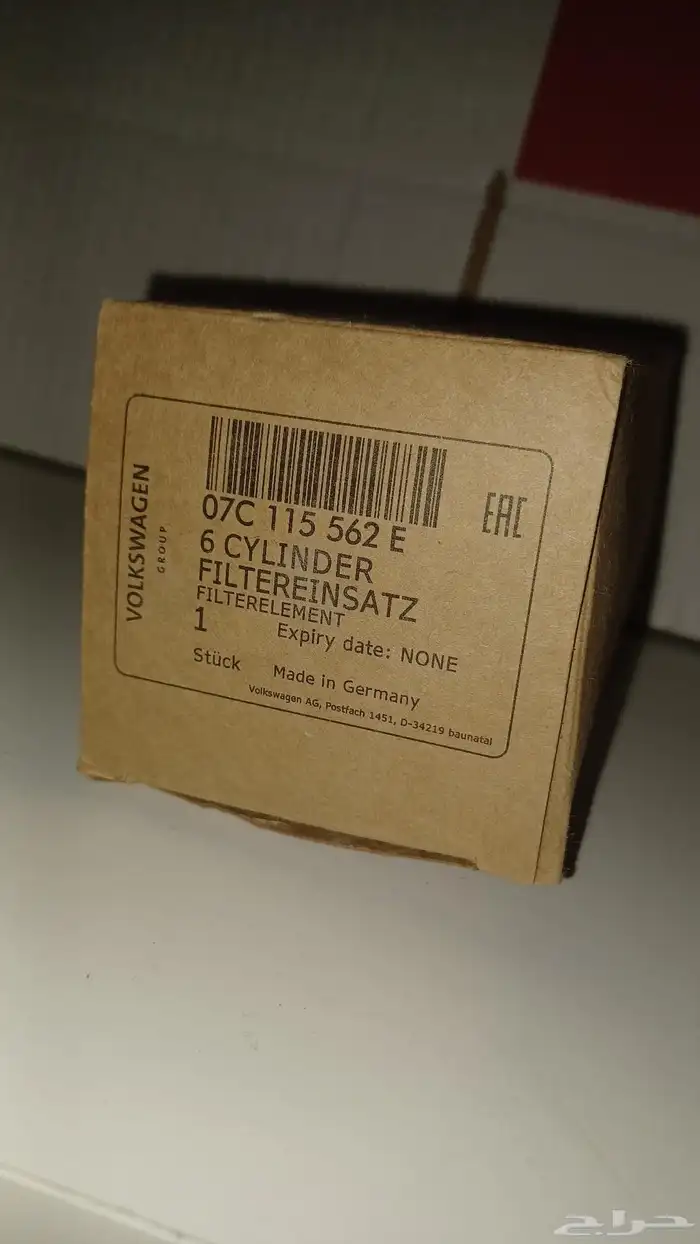 VOLKSWAGEN
GROUP
07C 115 562 E
EAC
6 CYLINDER
FILTEREINSATZ
FILTERELEMENT
1 Expiry date: NONE
Stück Made in Germany
Volkswagen AG, Postfach 1451, D-34219 baunatal
حراج